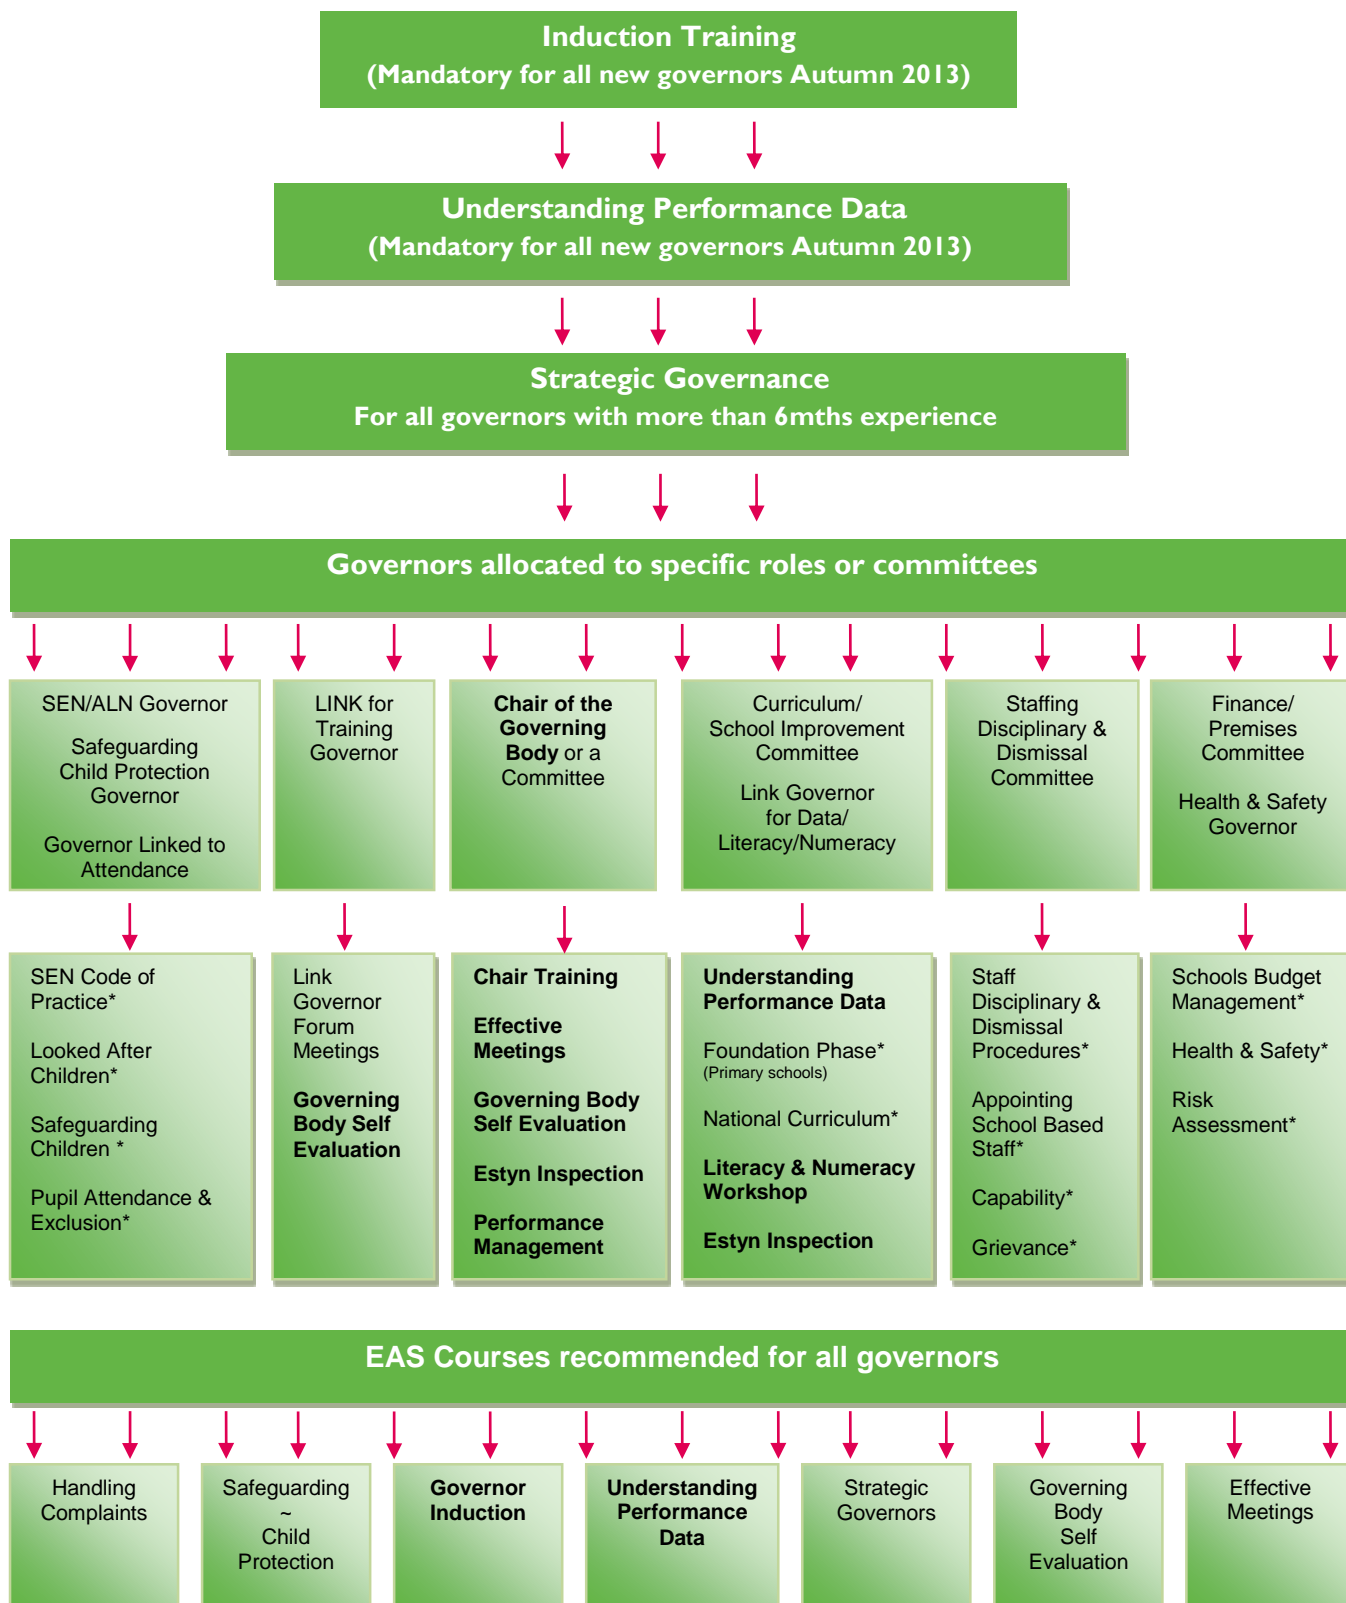 Induction Training
(Mandatory for all new governors Autumn 2013)
Understanding Performance Data
(Mandatory for all new governors Autumn 2013)
Strategic Governance
For all governors with more than 6mths experience
Governors allocated to specific roles or committees
SEN/ALN Governor
Safeguarding
Child Protection
Governor
Governor Linked to
Attendance
LINK for
Training
Governor
Chair of the
Governing
Body or a
Committee
Curriculum/
School Improvement
Committee
Link Governor
for Data/
Literacy/Numeracy
Staffing
Disciplinary &
Dismissal
Committee
Finance/
Premises
Committee
Health & Safety
Governor
SEN Code of
Practice*
Looked After
Children*
Safeguarding
Children *
Pupil Attendance &
Exclusion*
Link
Governor
Forum
Meetings
Governing
Body Self
Evaluation
Chair Training
Effective
Meetings
Governing Body
Self Evaluation
Estyn Inspection
Performance
Management
Understanding
Performance Data
Foundation Phase*
(Primary schools)
National Curriculum*
Literacy & Numeracy
Workshop
Estyn Inspection
Staff
Disciplinary &
Dismissal
Procedures*
Appointing
School Based
Staff*
Capability*
Grievance*
Schools Budget
Management*
Health & Safety*
Risk
Assessment*
EAS Courses recommended for all governors
Handling
Complaints
Safeguarding
~
Child
Protection
Governor
Induction
Understanding
Performance
Data
Strategic
Governors
Governing
Body
Self
Evaluation
Effective
Meetings